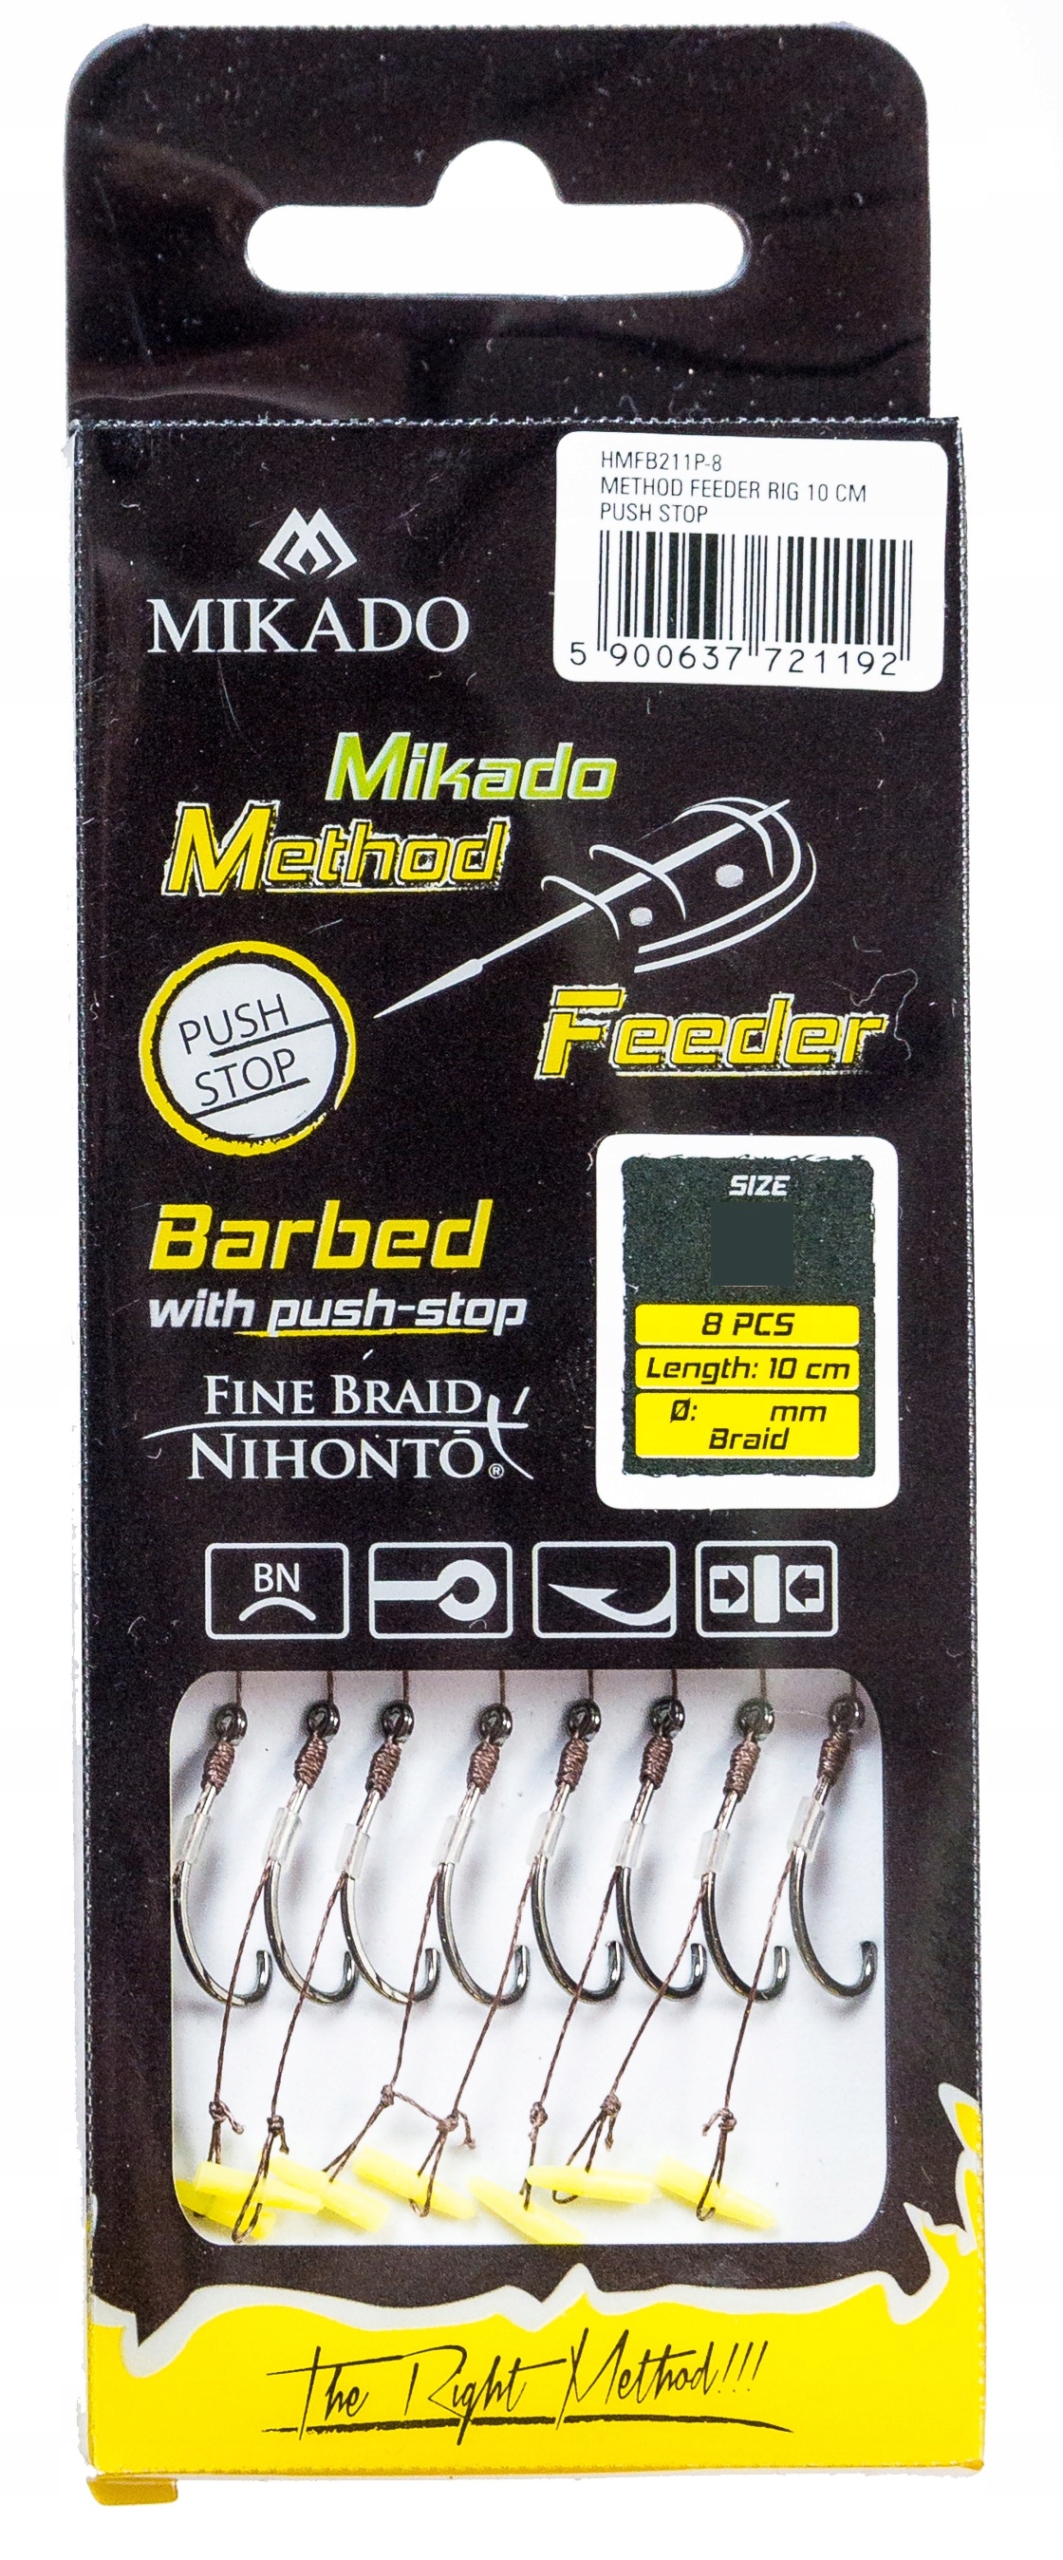 HMFB211P-8
METHOD FEEDER RIG 10 CM
PUSH STOP
5 900637 721192
MIKADO
Mikado
Method
Feeder
PUSH
STOP
Barbed
with push-stop
FINE BRAID
NIHONTŌ®
SIZE
8 PCS
Length: 10 cm
Ø: mm
Braid
BN
The Right Method!!!